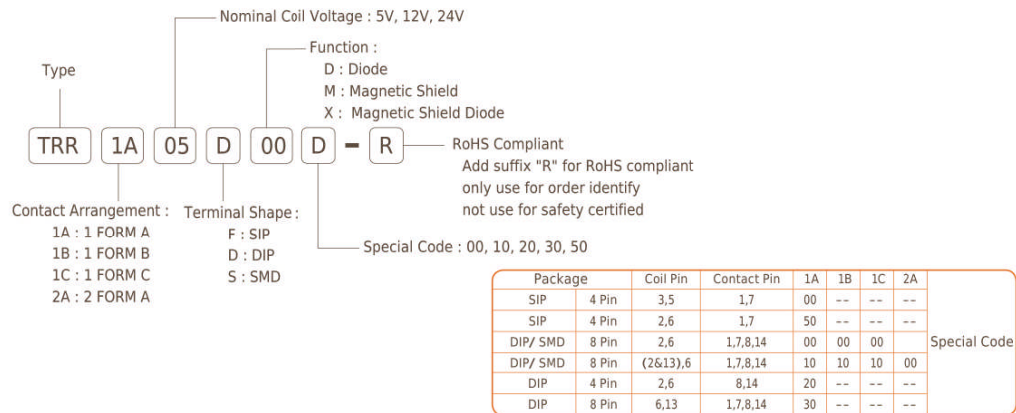 Nominal Coil Voltage : 5V, 12V, 24V
Function :
D : Diode
M : Magnetic Shield
X : Magnetic Shield Diode
Type
TRR 1A 05 D 00 D - R
RoHS Compliant
Add suffix "R" for RoHS compliant
only use for order identify
not use for safety certified
Contact Arrangement :
1A : 1 FORM A
1B : 1 FORM B
1C : 1 FORM C
2A : 2 FORM A
Terminal Shape :
F : SIP
D : DIP
S : SMD
Special Code : 00, 10, 20, 30, 50
Package Coil Pin Contact Pin 1A 1B 1C 2A
SIP 4 Pin 3,5 1,7 00 -- -- --
SIP 4 Pin 2,6 1,7 50 -- -- --
DIP/ SMD 8 Pin 2,6 1,7,8,14 00 00 00
DIP/ SMD 8 Pin (2&13),6 1,7,8,14 10 10 10 00
DIP 4 Pin 2,6 8,14 20 -- -- --
DIP 8 Pin 6,13 1,7,8,14 30 -- -- --
Special Code